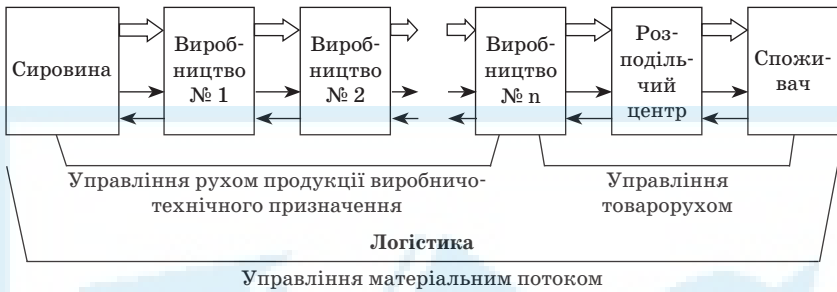 Сировина
Вироб-
ництво
№ 1
Вироб-
ництво
№ 2
Вироб-
ництво
№ n
Роз-
поділь-
чий
центр
Спожи-
вач
Управління рухом продукції виробничо-
технічного призначення
Управління
товарорухом
Логістика
Управління матеріальним потоком